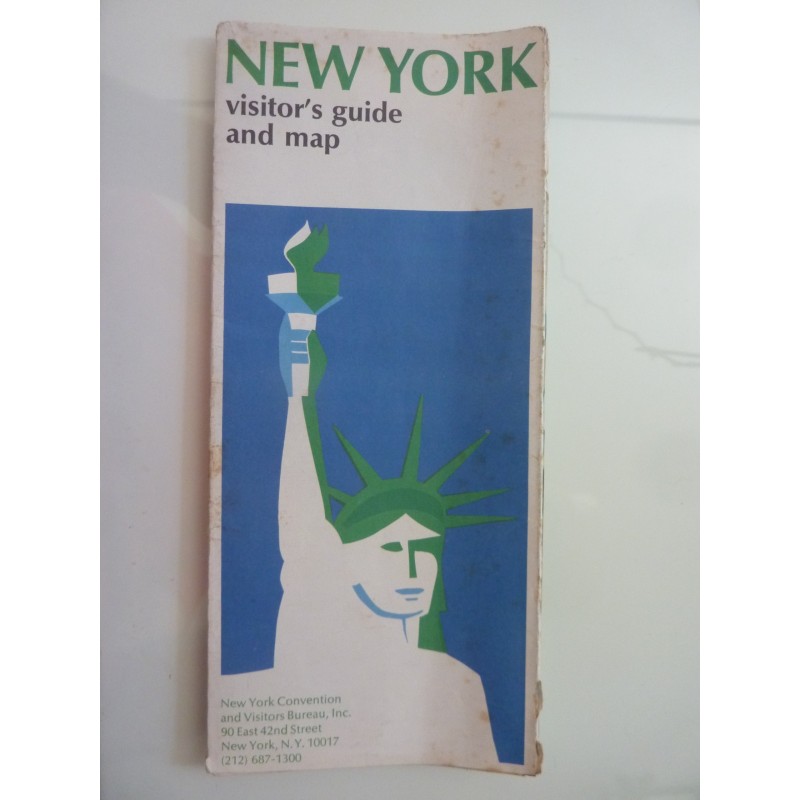 NEW YORK
visitor's guide
and map
New York Convention
and Visitors Bureau, Inc.
90 East 42nd Street
New York, N.Y. 10017
(212) 687-1300